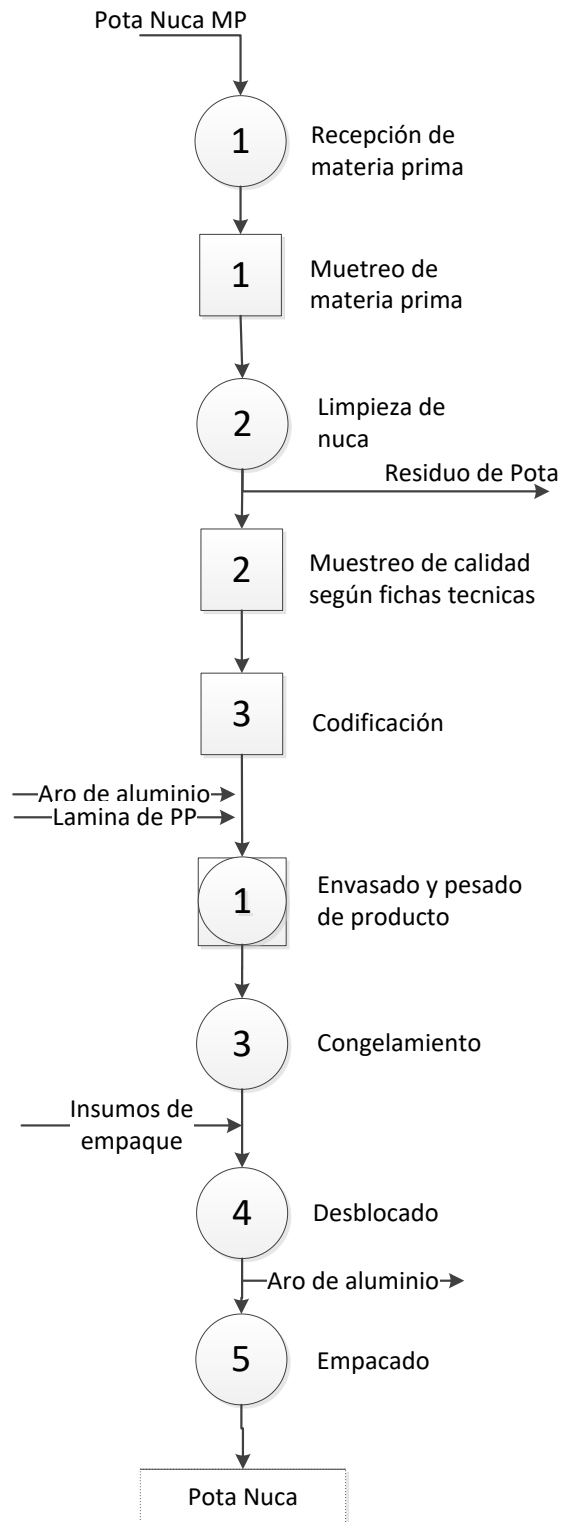 Pota Nuca MP
1
Recepción de
materia prima
1
Muetreo de
materia prima
2
Limpieza de
nuca
Residuo de Pota
2
Muestreo de calidad
según fichas tecnicas
3
Codificación
Aro de aluminio
Lamina de PP
1
Envasado y pesado
de producto
3
Congelamiento
Insumos de
empaque
4
Desblocado
Aro de aluminio
5
Empacado
Pota Nuca